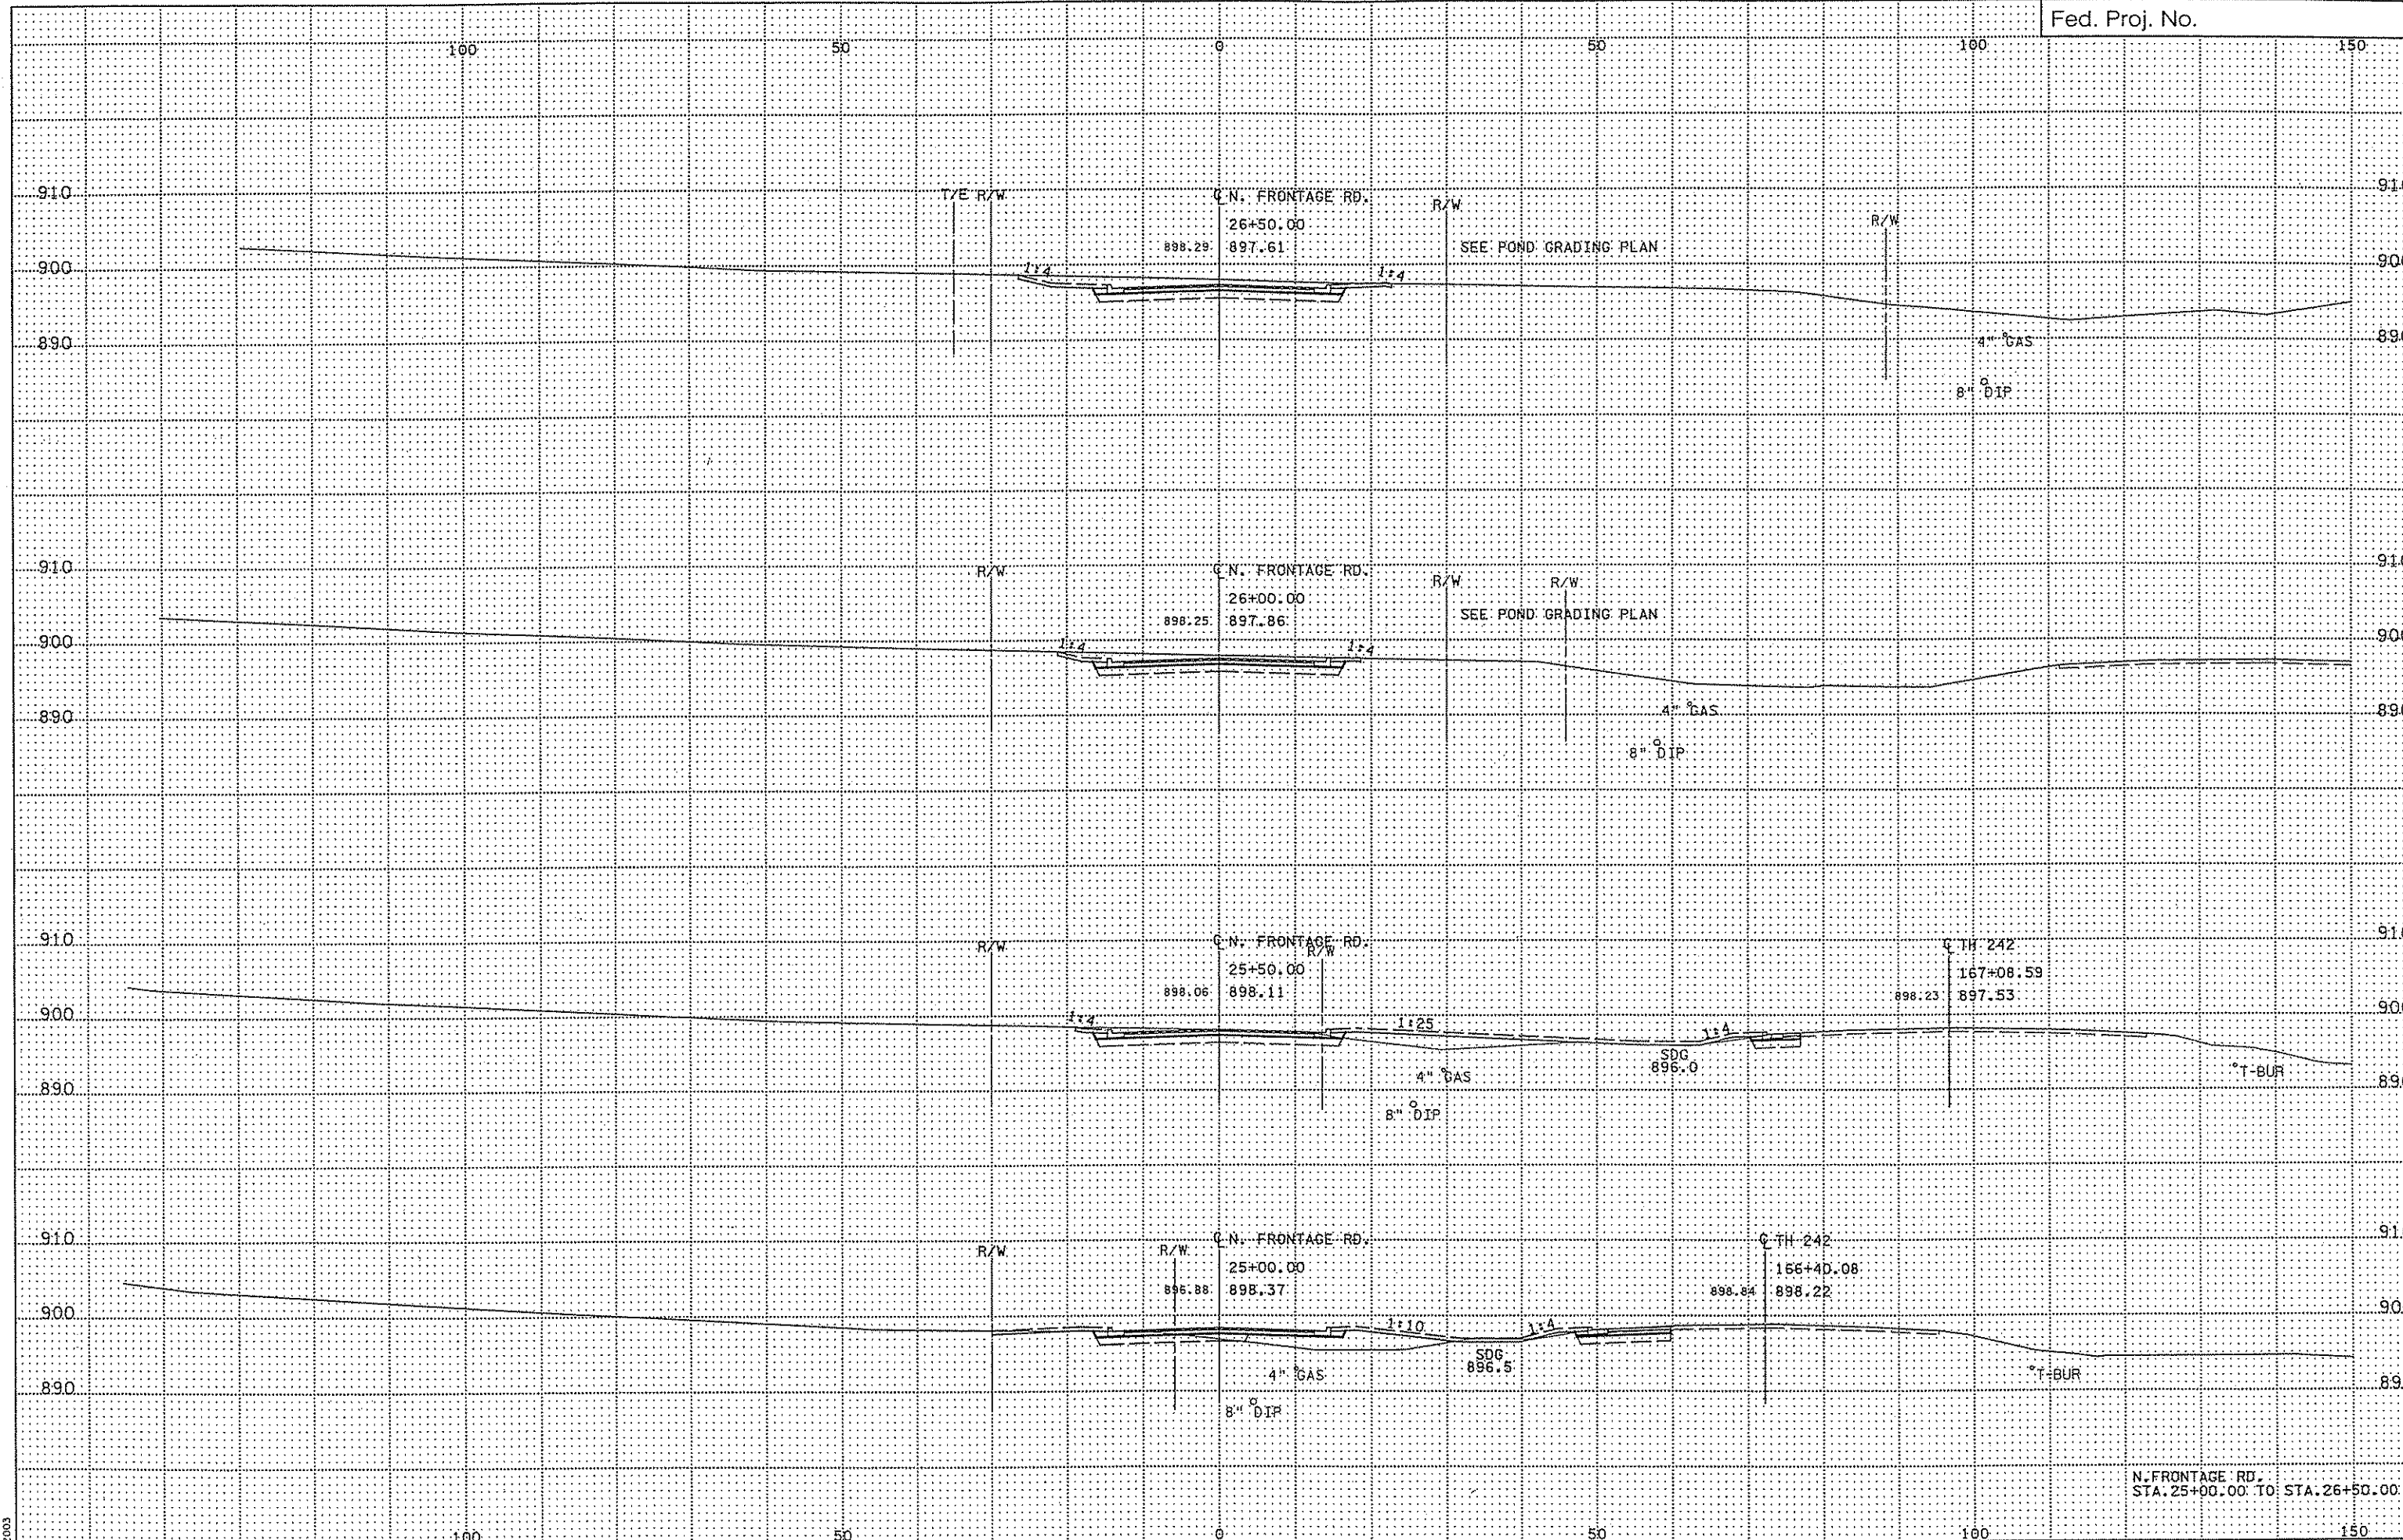 Fed. Proj. No.
100 50 0 50 100 150
T/E R/W ℄ N. FRONTAGE RD. R/W R/W
910
26+50.00
898.29 897.61 SEE POND GRADING PLAN
900
1:4 1:4
890
4" GAS
8" DIP
R/W ℄ N. FRONTAGE RD. R/W R/W
910
26+00.00
898.25 897.86 SEE POND GRADING PLAN
900
1:4 1:4
890
4" GAS
8" DIP
R/W ℄ N. FRONTAGE RD. R/W ℄ TH 242
910
25+50.00 167+08.59
898.06 898.11 898.23 897.53
900
1:4 1:25 1:4
SDG
896.0
890
4" GAS T-BUR
8" DIP
R/W R/W ℄ N. FRONTAGE RD. ℄ TH 242
910
25+00.00 166+40.08
896.88 898.37 898.84 898.22
900
1:10 1:4
SDG
896.5
890
4" GAS T-BUR
8" DIP
N.FRONTAGE RD.
STA.25+00.00 TO STA.26+50.00
100 50 0 50 100 150
2003